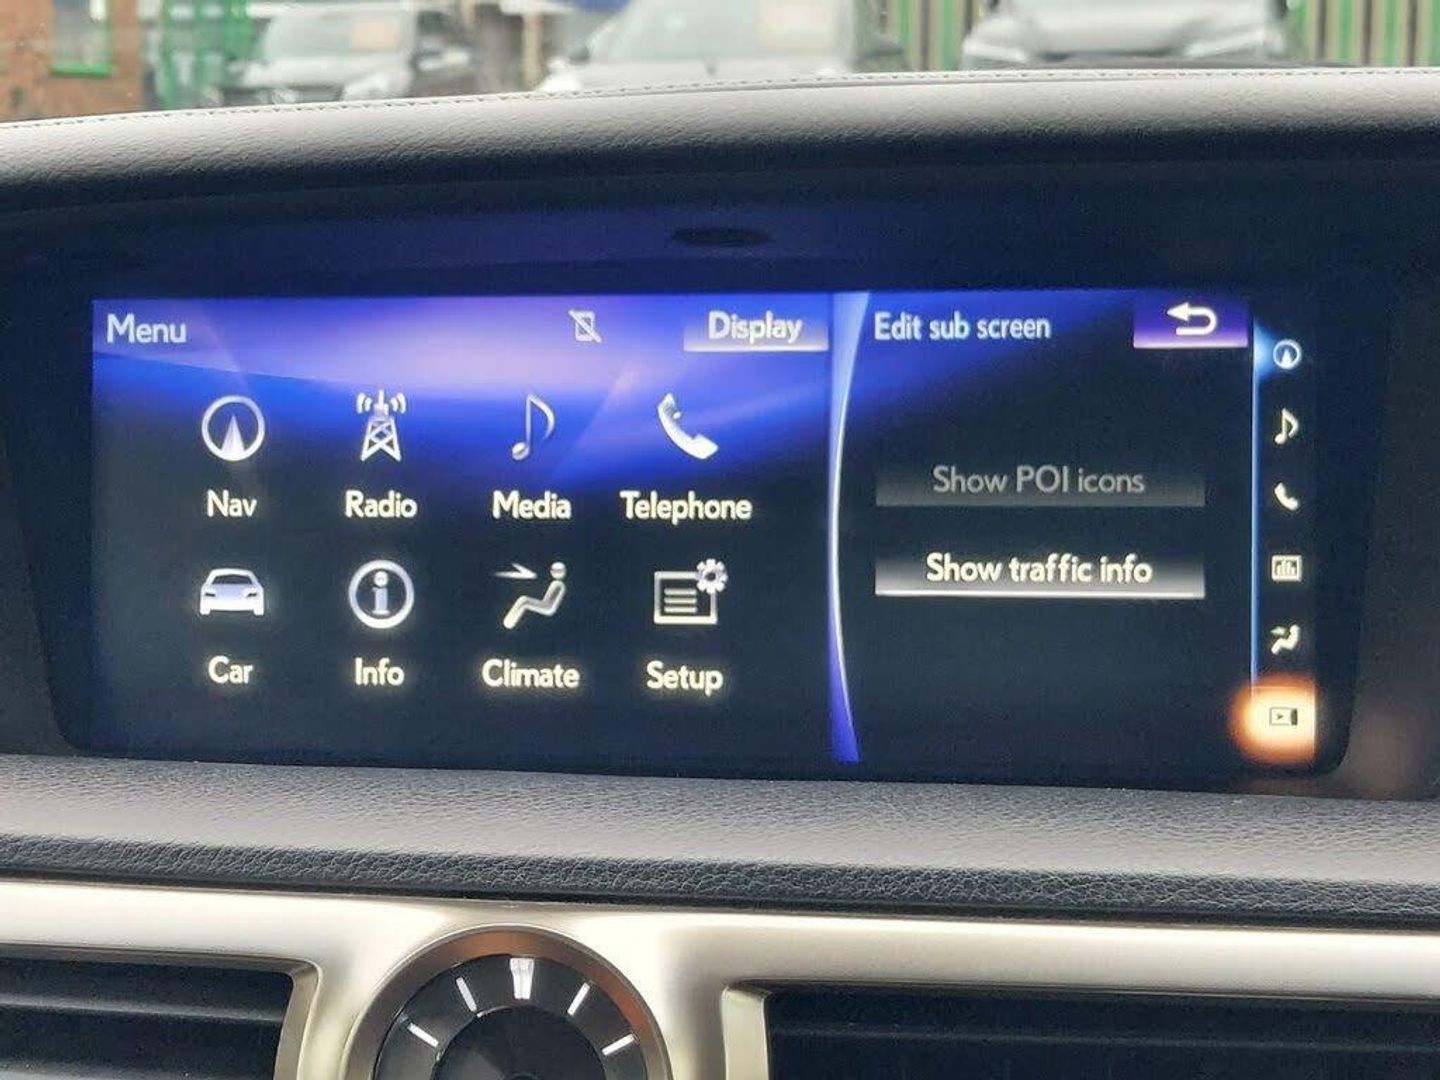 Menu
Display
Edit sub screen
Nav
Radio
Media
Telephone
Show POI icons
Show traffic info
Car
Info
Climate
Setup